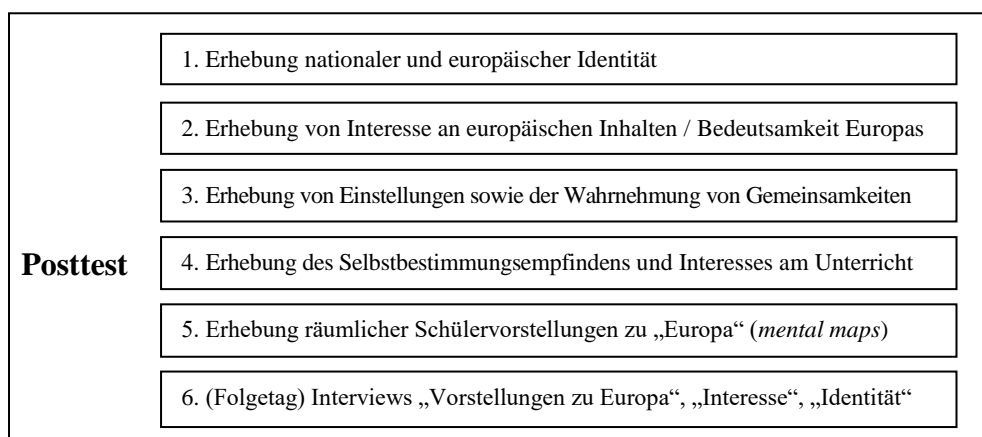 1. Erhebung nationaler und europäischer Identität
2. Erhebung von Interesse an europäischen Inhalten / Bedeutsamkeit Europas
3. Erhebung von Einstellungen sowie der Wahrnehmung von Gemeinsamkeiten
Posttest
4. Erhebung des Selbstbestimmungsempfindens und Interesses am Unterricht
5. Erhebung räumlicher Schülervorstellungen zu „Europa“ (mental maps)
6. (Folgetag) Interviews „Vorstellungen zu Europa“, „Interesse“, „Identität“